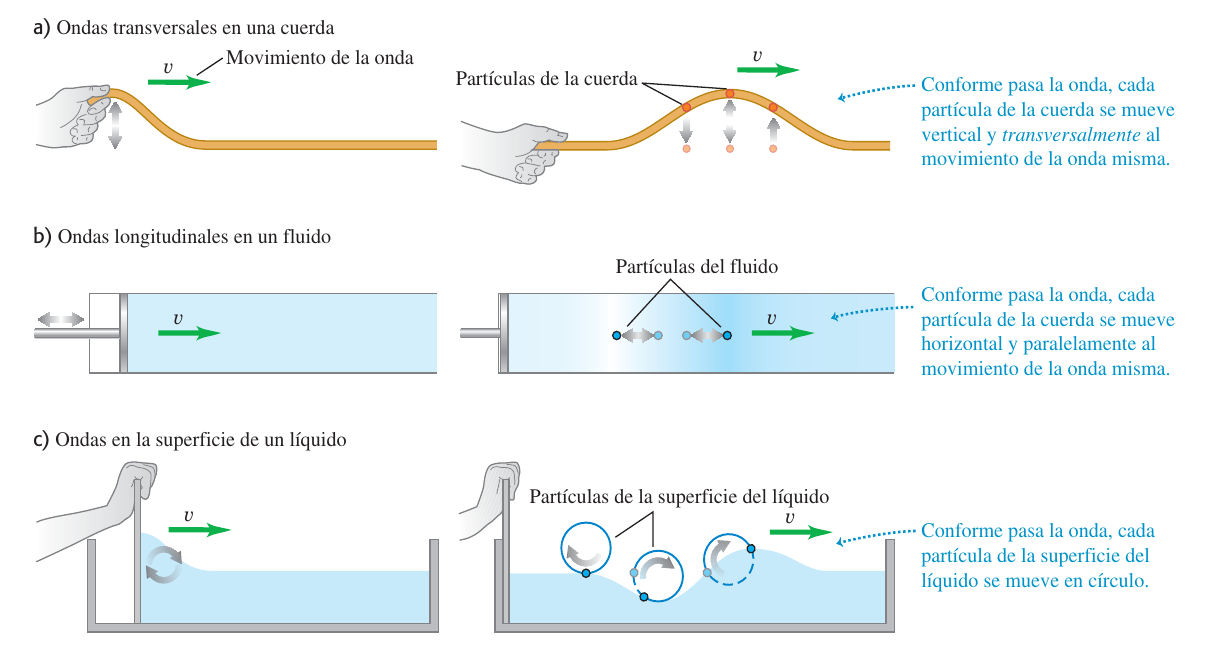 a) Ondas transversales en una cuerda
v
Movimiento de la onda
Partículas de la cuerda
v
Conforme pasa la onda, cada
partícula de la cuerda se mueve
vertical y transversalmente al
movimiento de la onda misma.
b) Ondas longitudinales en un fluido
v
Partículas del fluido
v
Conforme pasa la onda, cada
partícula de la cuerda se mueve
horizontal y paralelamente al
movimiento de la onda misma.
c) Ondas en la superficie de un líquido
v
Partículas de la superficie del líquido
v
Conforme pasa la onda, cada
partícula de la superficie del
líquido se mueve en círculo.